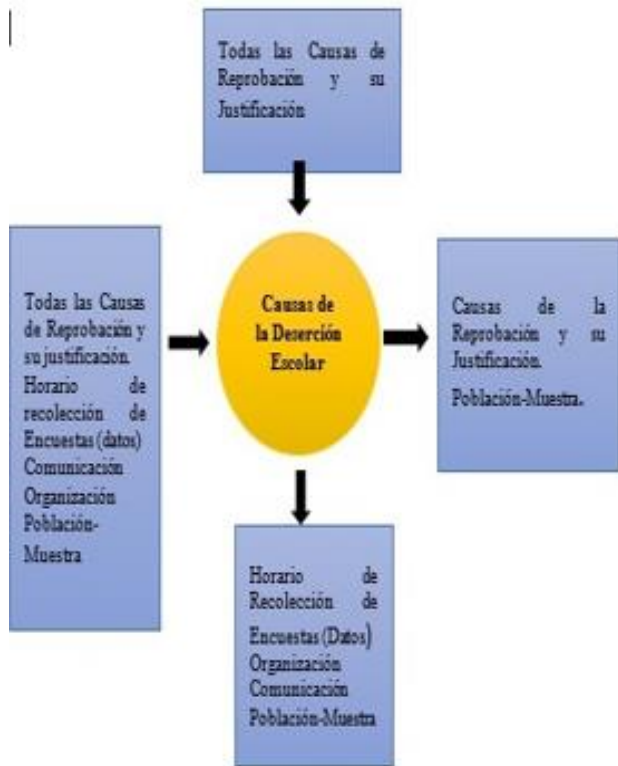 Todas las Causas de
Reprobación y su
Justificación
Todas las Causas
de Reprobación y
su justificación.
Horario de
recolección de
Encuestas (datos)
Comunicación
Organización
Población-
Muestra
Causas de
la Deserción
Escolar
Causas de la
Reprobación y su
Justificación.
Población-Muestra.
Horario de
Recolección de
Encuestas (Datos)
Organización
Comunicación
Población-Muestra